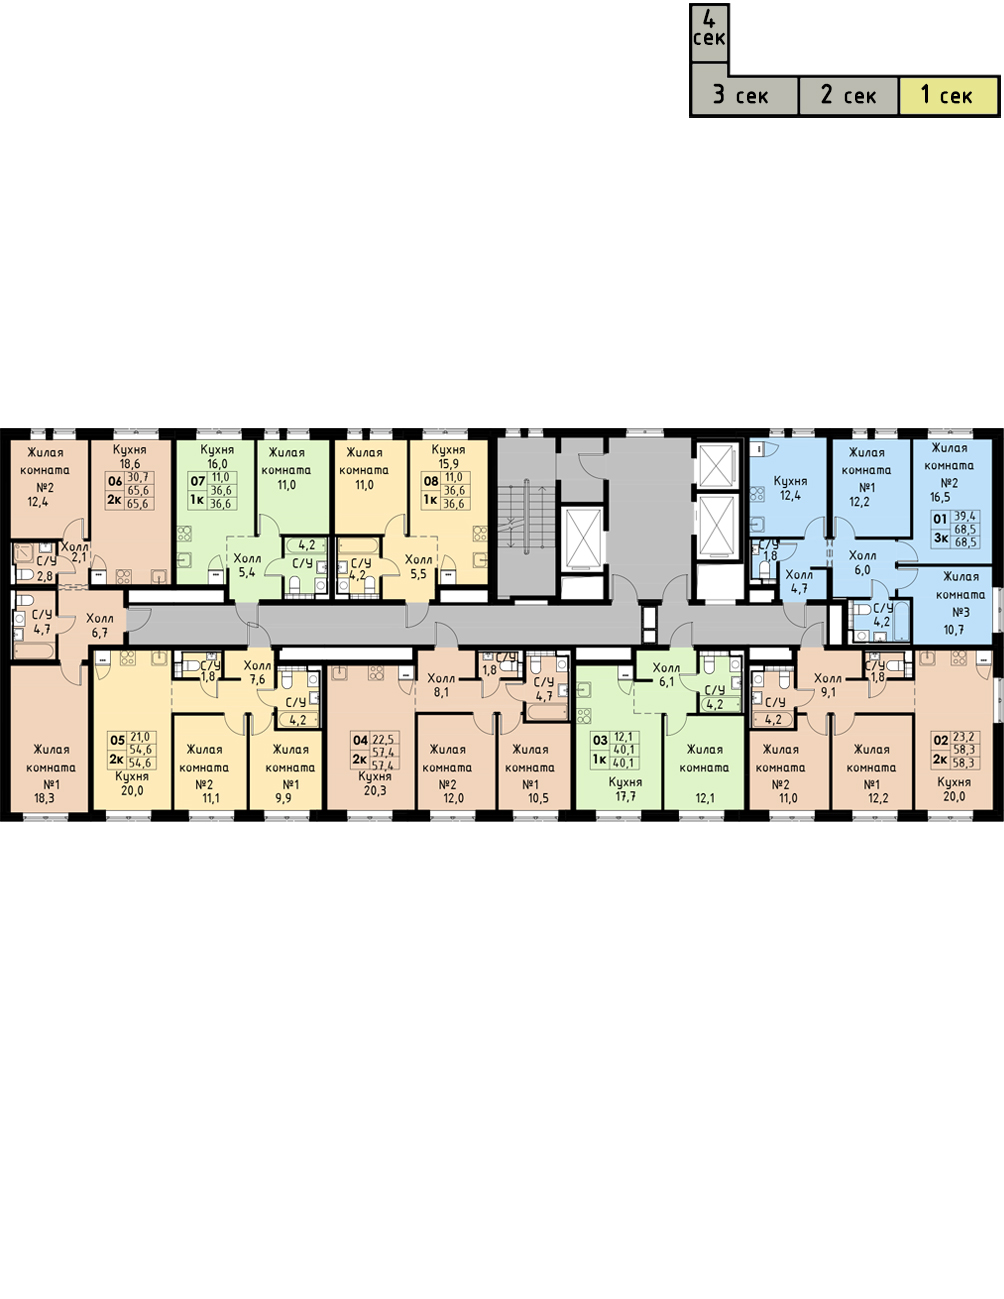 4
сек
3 сек
2 сек
1 сек
Жилая
комната
№2
12,4
Кухня
18,6
06
2к
30,7
65,6
65,6
Холл
2,1
С/У
2,8
С/У
4,7
Холл
6,7
Жилая
комната
№1
18,3
Кухня
16,0
07
1к
11,0
36,6
36,6
Жилая
комната
11,0
Холл
5,4
4,2
С/У
Жилая
комната
11,0
Кухня
15,9
08
1к
11,0
36,6
36,6
С/У
4,2
Холл
5,5
Кухня
12,4
Жилая
комната
№1
12,2
Жилая
комната
№2
16,5
01
3к
39,4
68,5
68,5
С/У
1,8
Холл
4,7
Холл
6,0
С/У
4,2
Жилая
комната
№3
10,7
05
2к
21,0
54,6
54,6
Кухня
20,0
С/У
1,8
Холл
7,6
4,2
Жилая
комната
№2
11,1
Жилая
комната
№1
9,9
04
2к
22,5
57,4
57,4
Кухня
20,3
Холл
8,1
С/У
1,8
С/У
4,7
Жилая
комната
№2
12,0
Жилая
комната
№1
10,5
03
1к
12,1
40,1
40,1
Кухня
17,7
Холл
6,1
С/У
4,2
Жилая
комната
12,1
С/У
4,2
Холл
9,1
С/У
1,8
Жилая
комната
№2
11,0
Жилая
комната
№1
12,2
02
2к
23,2
58,3
58,3
Кухня
20,0